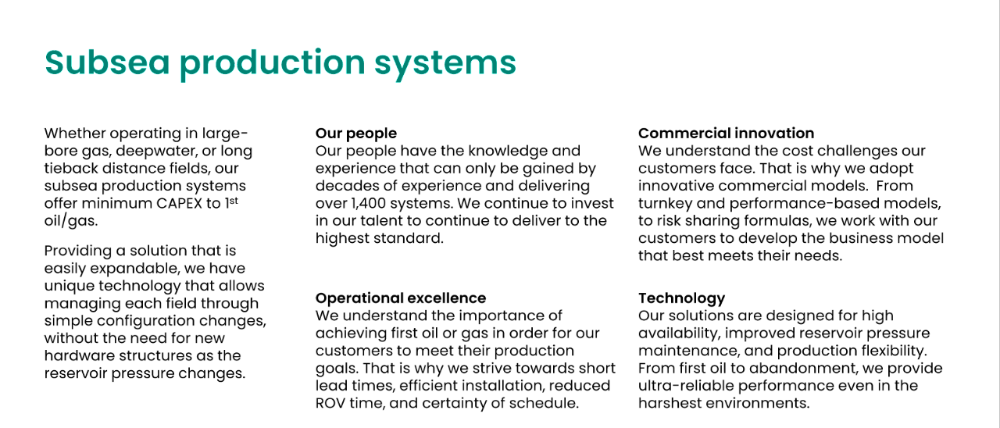 Subsea production systems
Whether operating in large-
bore gas, deepwater, or long
tieback distance fields, our
subsea production systems
offer minimum CAPEX to 1st
oil/gas.
Providing a solution that is
easily expandable, we have
unique technology that allows
managing each field through
simple configuration changes,
without the need for new
hardware structures as the
reservoir pressure changes.
Our people
Our people have the knowledge and
experience that can only be gained by
decades of experience and delivering
over 1,400 systems. We continue to invest
in our talent to continue to deliver to the
highest standard.
Operational excellence
We understand the importance of
achieving first oil or gas in order for our
customers to meet their production
goals. That is why we strive towards short
lead times, efficient installation, reduced
ROV time, and certainty of schedule.
Commercial innovation
We understand the cost challenges our
customers face. That is why we adopt
innovative commercial models.  From
turnkey and performance-based models,
to risk sharing formulas, we work with our
customers to develop the business model
that best meets their needs.
Technology
Our solutions are designed for high
availability, improved reservoir pressure
maintenance, and production flexibility.
From first oil to abandonment, we provide
ultra-reliable performance even in the
harshest environments.